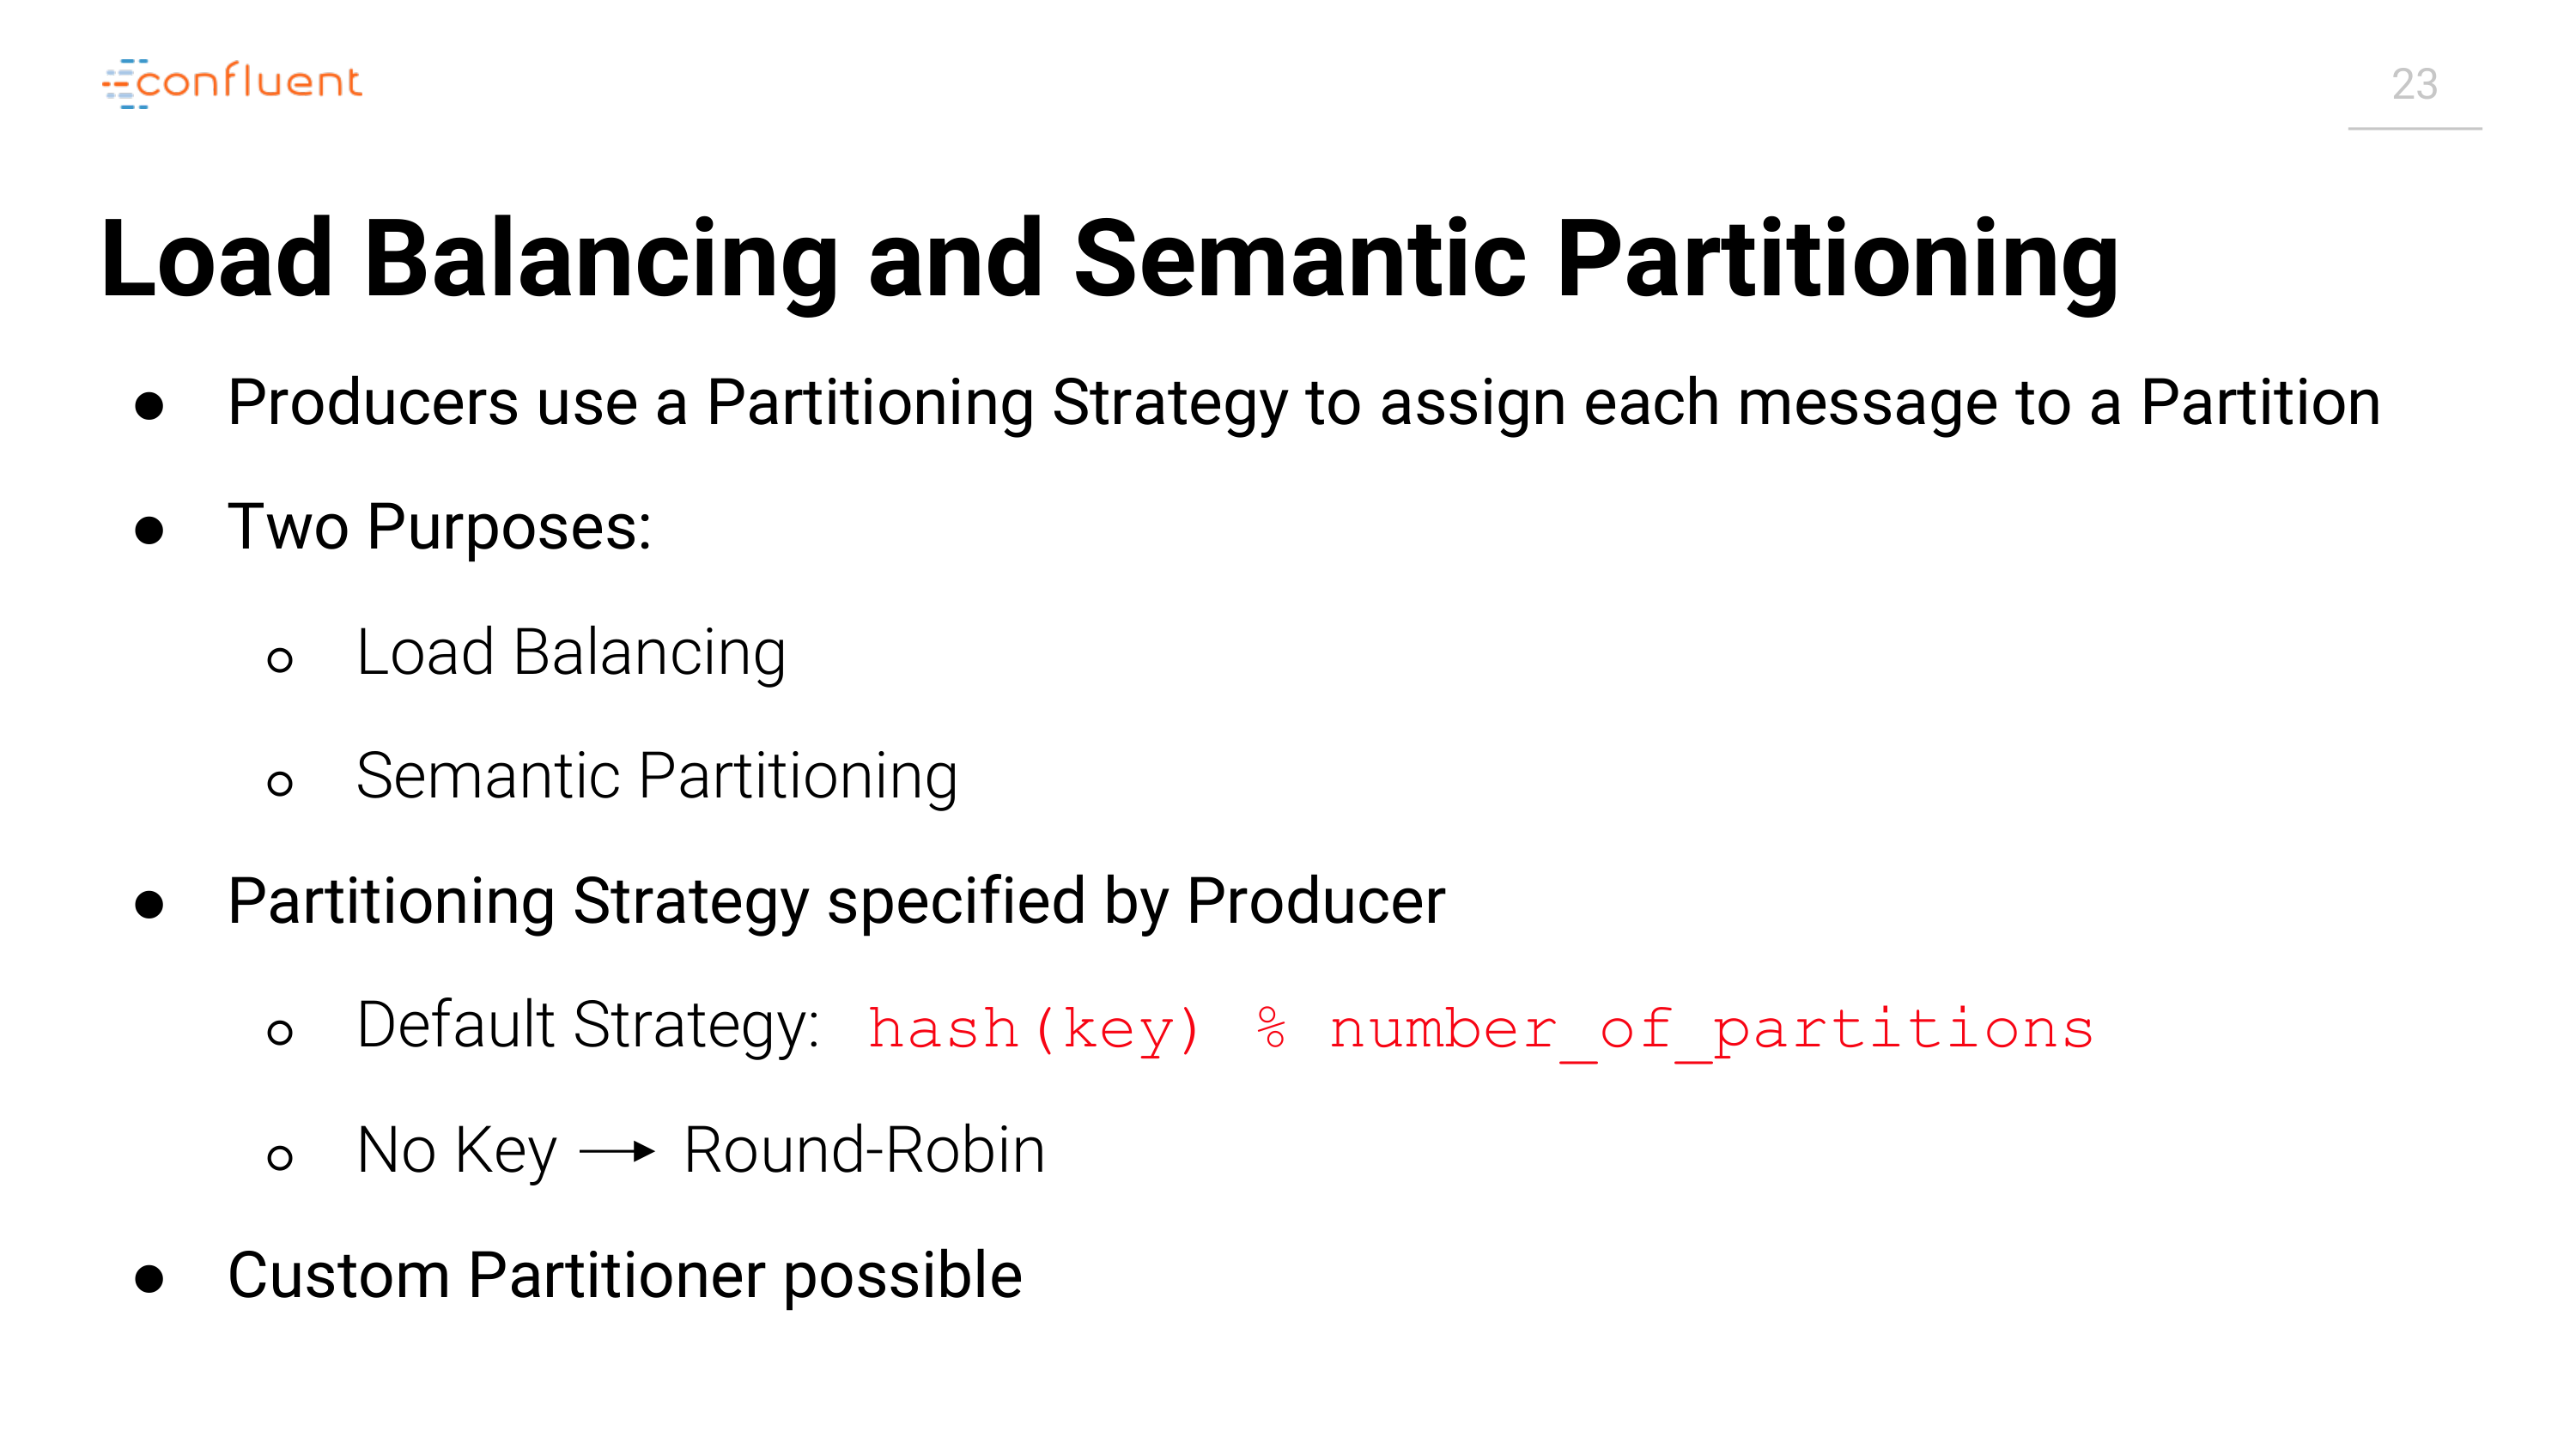 confluent
23
Load Balancing and Semantic Partitioning
● Producers use a Partitioning Strategy to assign each message to a Partition
● Two Purposes:
○ Load Balancing
○ Semantic Partitioning
● Partitioning Strategy specified by Producer
○ Default Strategy: hash(key) % number_of_partitions
○ No Key → Round-Robin
● Custom Partitioner possible